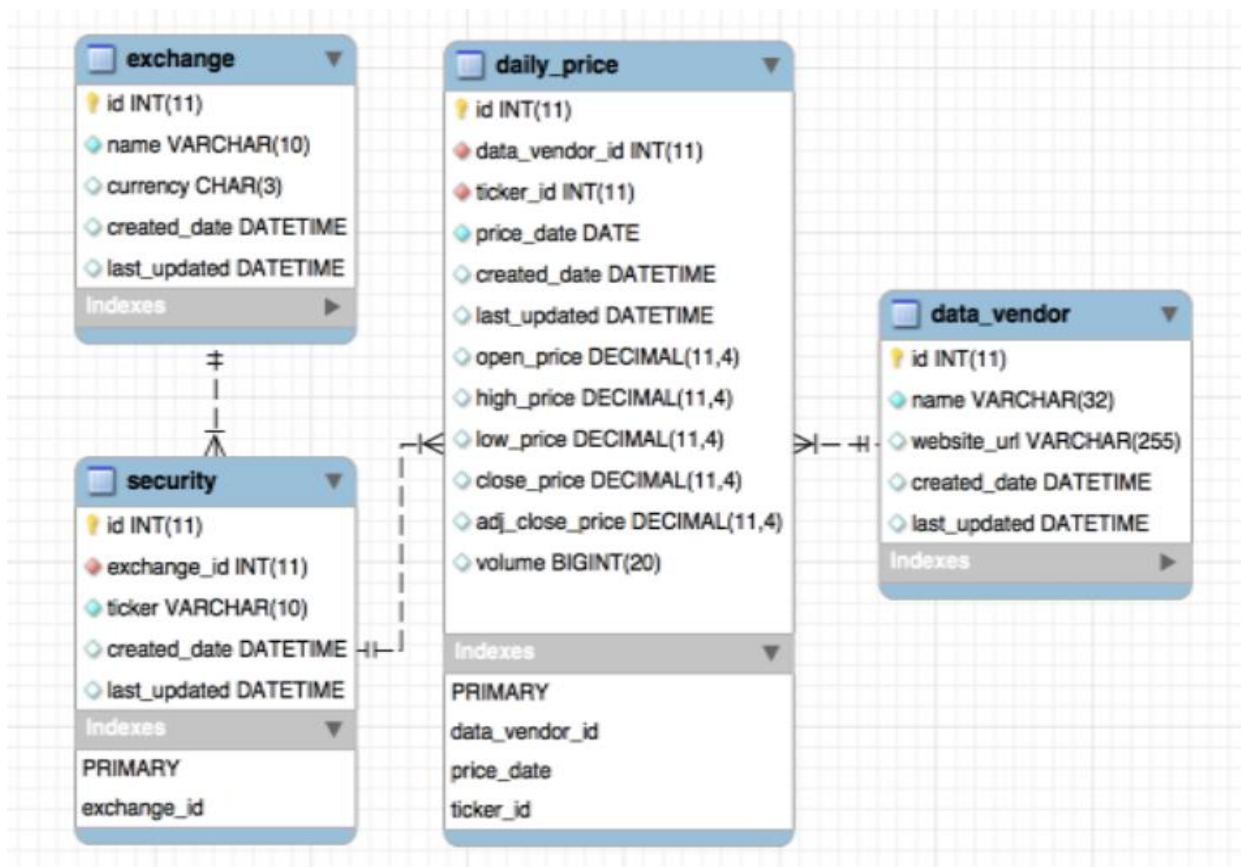 exchange
id INT(11)
name VARCHAR(10)
currency CHAR(3)
created_date DATETIME
last_updated DATETIME
Indexes
security
id INT(11)
exchange_id INT(11)
ticker VARCHAR(10)
created_date DATETIME
last_updated DATETIME
Indexes
PRIMARY
exchange_id
daily_price
id INT(11)
data_vendor_id INT(11)
ticker_id INT(11)
price_date DATE
created_date DATETIME
last_updated DATETIME
open_price DECIMAL(11,4)
high_price DECIMAL(11,4)
low_price DECIMAL(11,4)
close_price DECIMAL(11,4)
adj_close_price DECIMAL(11,4)
volume BIGINT(20)
Indexes
PRIMARY
data_vendor_id
price_date
ticker_id
data_vendor
id INT(11)
name VARCHAR(32)
website_url VARCHAR(255)
created_date DATETIME
last_updated DATETIME
Indexes